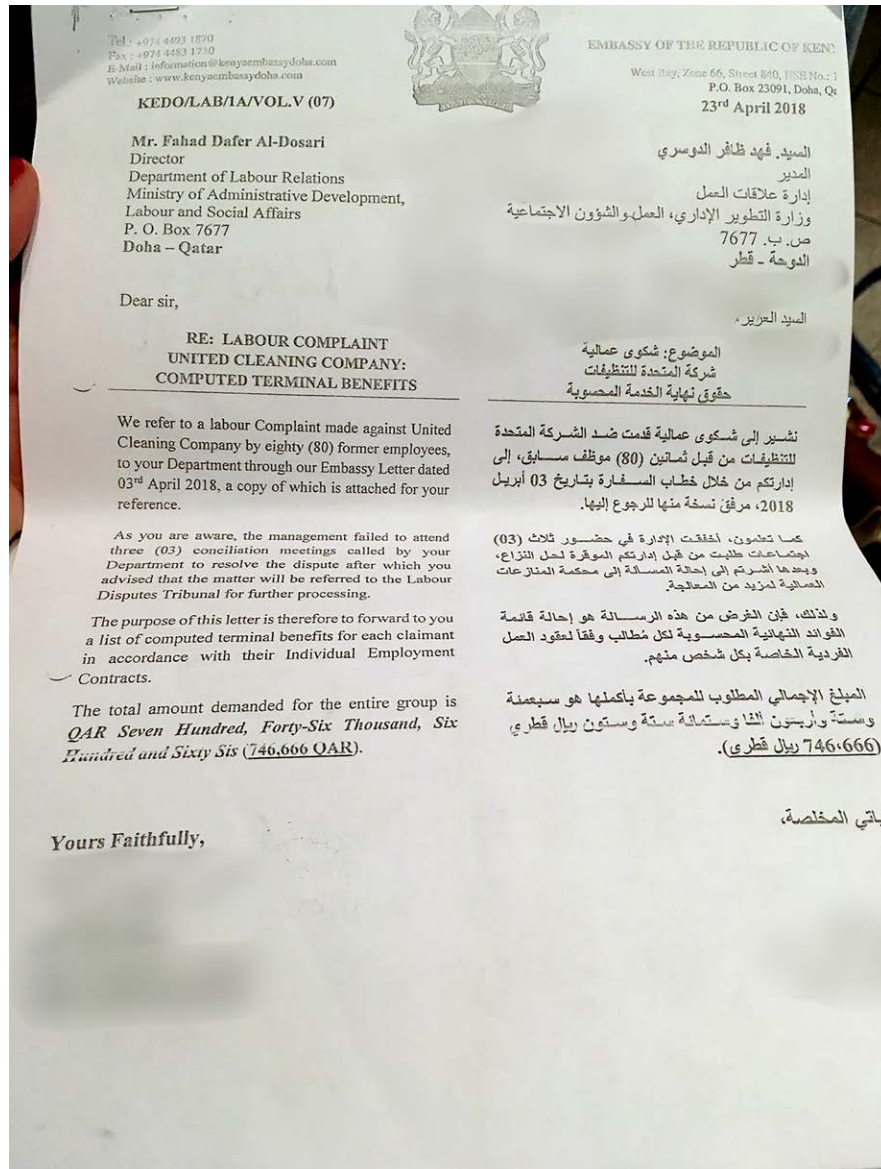 Tel : +974 4493 1870
Fax : +974 4483 1730
E-Mail : information@kenyaembassydoha.com
Website : www.kenyaembassydoha.com
KEDO/LAB/1A/VOL.V (07)
EMBASSY OF THE REPUBLIC OF KEN
West Bay, Zone 66, Street 840, HSE No.: 1
P.O. Box 23091, Doha, Q
23rd April 2018
Mr. Fahad Dafer Al-Dosari
Director
Department of Labour Relations
Ministry of Administrative Development,
Labour and Social Affairs
P. O. Box 7677
Doha – Qatar
Dear sir,
RE: LABOUR COMPLAINT
UNITED CLEANING COMPANY:
COMPUTED TERMINAL BENEFITS
We refer to a labour Complaint made against United
Cleaning Company by eighty (80) former employees,
to your Department through our Embassy Letter dated
03rd April 2018, a copy of which is attached for your
reference.
As you are aware, the management failed to attend
three (03) conciliation meetings called by your
Department to resolve the dispute after which you
advised that the matter will be referred to the Labour
Disputes Tribunal for further processing.
The purpose of this letter is therefore to forward to you
a list of computed terminal benefits for each claimant
in accordance with their Individual Employment
Contracts.
The total amount demanded for the entire group is
QAR Seven Hundred, Forty-Six Thousand, Six
Hundred and Sixty Sis (746,666 QAR).
Yours Faithfully,
السيد. فهد ظافر الدوسري
المدير
إدارة علاقات العمل
وزارة التطوير الإداري، العمل والشؤون الاجتماعية
ص. ب. 7677
الدوحة - قطر
السيد العزيز،
الموضوع: شكوى عمالية
شركة المتحدة للتنظيفات
حقوق نهاية الخدمة المحسوبة
نشير إلى شكوى عمالية قدمت ضد الشركة المتحدة
للتنظيفات من قبل ثمانين (80) موظف سابق، إلى
إدارتكم من خلال خطاب السفارة بتاريخ 03 أبريل
2018، مرفق نسخة منها للرجوع إليها.
كما تعلمون، أخفقت الإدارة في حضور ثلاث (03)
اجتماعات طلبت من قبل إدارتكم الموقرة لحل النزاع،
وبعدها أشرتم إلى إحالة المسالة إلى محكمة المنازعات
العمالية لمزيد من المعالجة.
ولذلك، فإن الغرض من هذه الرسالة هو إحالة قائمة
الفوائد النهائية المحسوبة لكل مُطالب وفقاً لعقود العمل
الفردية الخاصة بكل شخص منهم.
المبلغ الإجمالي المطلوب للمجموعة بأكملها هو سبعمئة
وستة وأربعون ألفا وستمائة ستة وستون ريال قطري
(746،666 ريال قطري).
ياتي المخلصة،